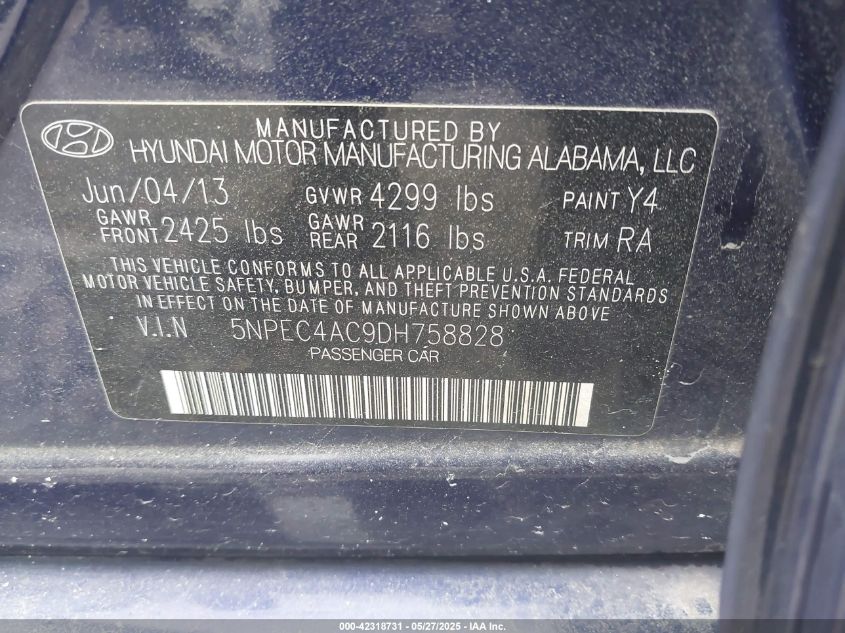 MANUFACTURED BY
HYUNDAI MOTOR MANUFACTURING ALABAMA, LLC
Jun/04/13 GVWR 4299 lbs PAINT Y4
GAWR FRONT 2425 lbs GAWR REAR 2116 lbs TRIM RA
THIS VEHICLE CONFORMS TO ALL APPLICABLE U.S.A. FEDERAL
MOTOR VEHICLE SAFETY, BUMPER, AND THEFT PREVENTION STANDARDS
IN EFFECT ON THE DATE OF MANUFACTURE SHOWN ABOVE
V.I.N 5NPEC4AC9DH758828
PASSENGER CAR
000-42318731 — 05/27/2025 - IAA Inc.